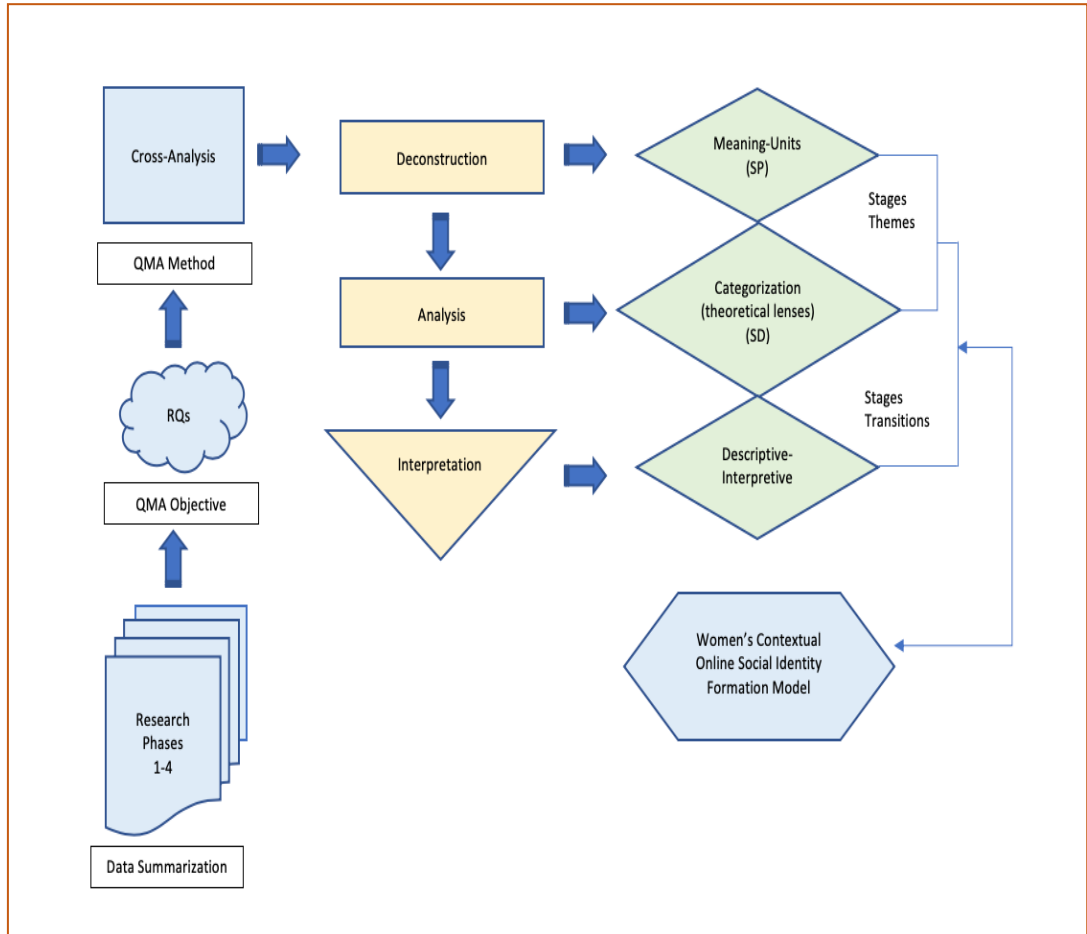 Cross-Analysis
QMA Method
RQs
QMA Objective
Research
Phases
1-4
Data Summarization
Deconstruction
Analysis
Interpretation
Meaning-Units
(SP)
Categorization
(theoretical lenses)
(SD)
Descriptive-
Interpretive
Stages
Themes
Stages
Transitions
Women’s Contextual
Online Social Identity
Formation Model